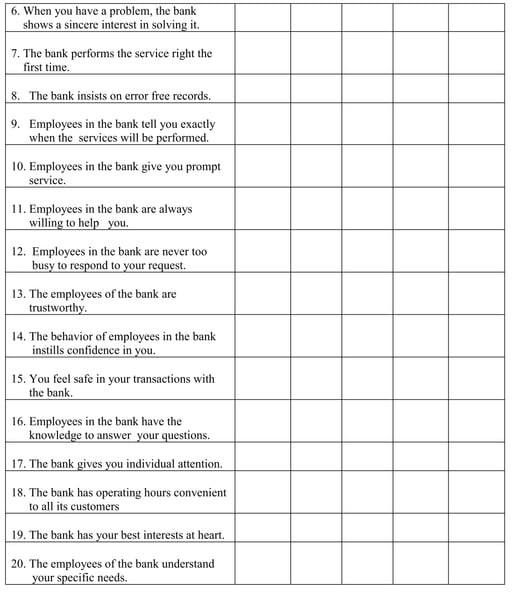 6. When you have a problem, the bank
shows a sincere interest in solving it.
7. The bank performs the service right the
first time.
8. The bank insists on error free records.
9. Employees in the bank tell you exactly
when the services will be performed.
10. Employees in the bank give you prompt
service.
11. Employees in the bank are always
willing to help you.
12. Employees in the bank are never too
busy to respond to your request.
13. The employees of the bank are
trustworthy.
14. The behavior of employees in the bank
instills confidence in you.
15. You feel safe in your transactions with
the bank.
16. Employees in the bank have the
knowledge to answer your questions.
17. The bank gives you individual attention.
18. The bank has operating hours convenient
to all its customers
19. The bank has your best interests at heart.
20. The employees of the bank understand
your specific needs.